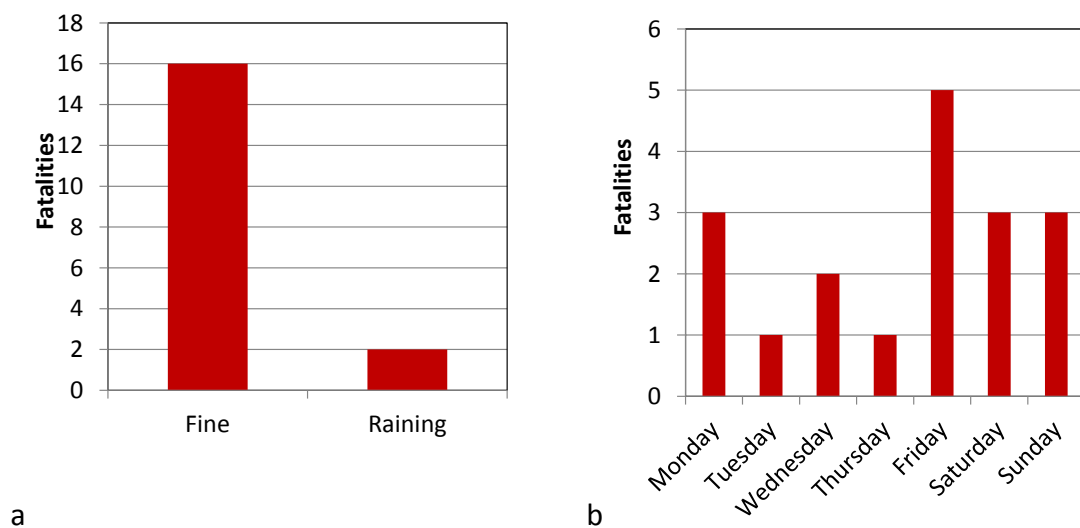 18
16
14
12
10
8
6
4
2
0
Fatalities
Fine
Raining
a
6
5
4
3
2
1
0
Fatalities
Monday
Tuesday
Wednesday
Thursday
Friday
Saturday
Sunday
b